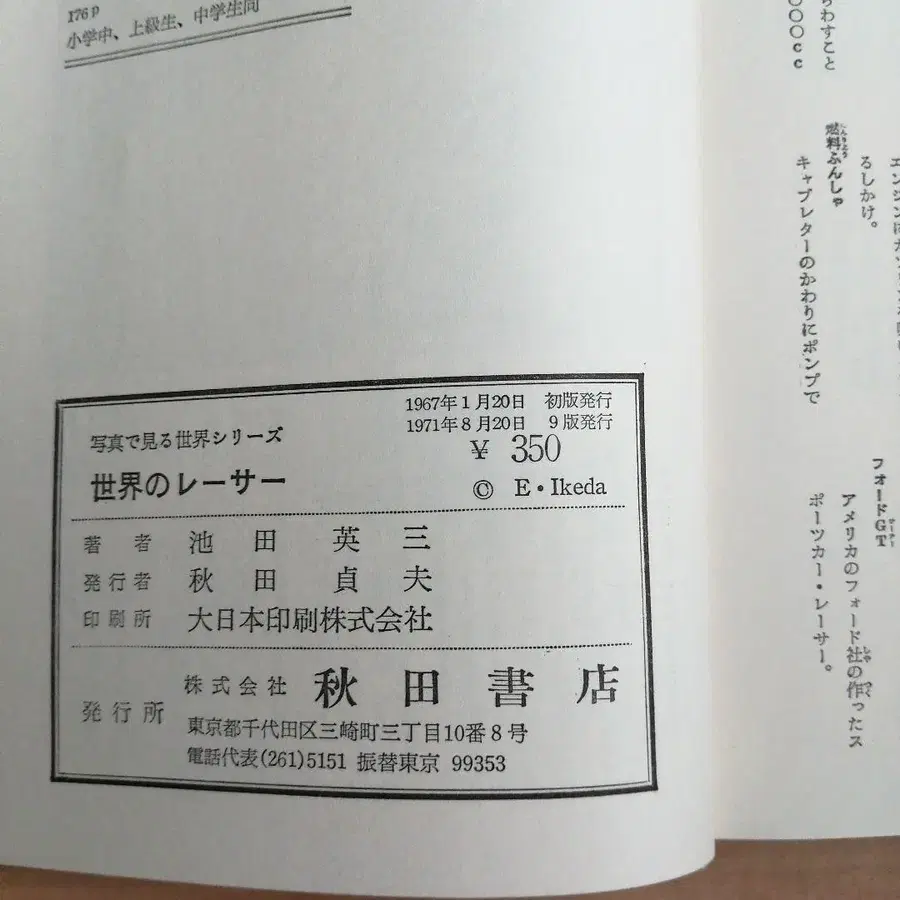 176p
小学中、上級生、中学生向
写真で見る世界シリーズ
世界のレーサー
1967年1月20日 初版発行
1971年8月20日 9版発行
¥ 350
© E・Ikeda
著者 池田英三
発行者 秋田貞夫
印刷所 大日本印刷株式会社
発行所 株式会社 秋田書店
東京都千代田区三崎町三丁目10番8号
電話代表(261)5151 振替東京 99353
らわすこと
〇〇〇cc
るしかけ。
燃料ふんしゃ
キャブレターのかわりにポンプで
フォードGT
アメリカのフォード社の作ったス
ポーツカー・レーサー。